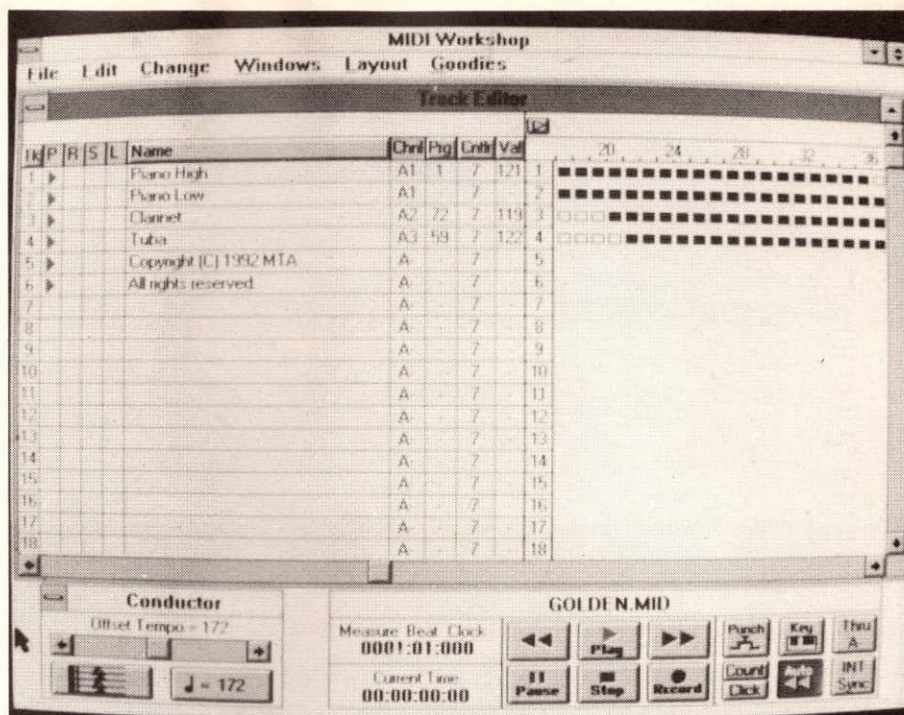 MIDI Workshop
File Edit Change Windows Layout Goodies
Track Editor
Tk P R S L Name Chnl Prg Cntlr Val 20 24 28 32 36
1 Piano High A1 1 7 121 1
2 Piano Low A1 - 7 - 2
3 Clarinet A2 72 7 119 3
4 Tuba A3 59 7 122 4
5 Copyright (C) 1992 MTA A- - 7 - 5
6 All rights reserved. A- - 7 - 6
7 A- - 7 - 7
8 A- - 7 - 8
9 A- - 7 - 9
10 A- - 7 - 10
11 A- - 7 - 11
12 A- - 7 - 12
13 A- - 7 - 13
14 A- - 7 - 14
15 A- - 7 - 15
16 A- - 7 - 16
17 A- - 7 - 17
18 A- - 7 - 18
Conductor
Offset Tempo = 172
♩ = 172
GOLDEN.MID
Measure Beat Clock
0001:01:000
Current Time
00:00:00:00
Play
Pause Stop Record
Punch Key Thru
A
Count
Click
Auto
INT
Sync